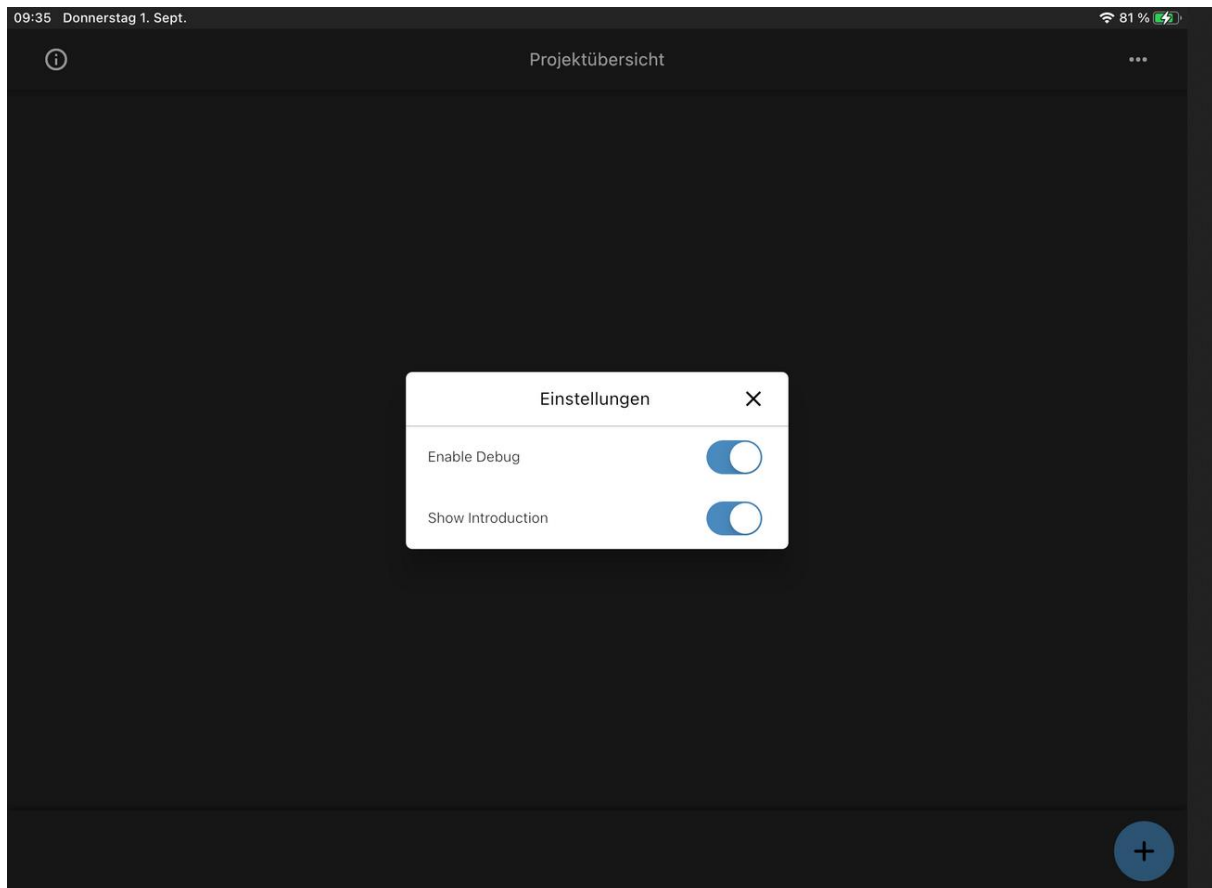 09:35 Donnerstag 1. Sept. 81 %
Projektübersicht
Einstellungen
Enable Debug
Show Introduction